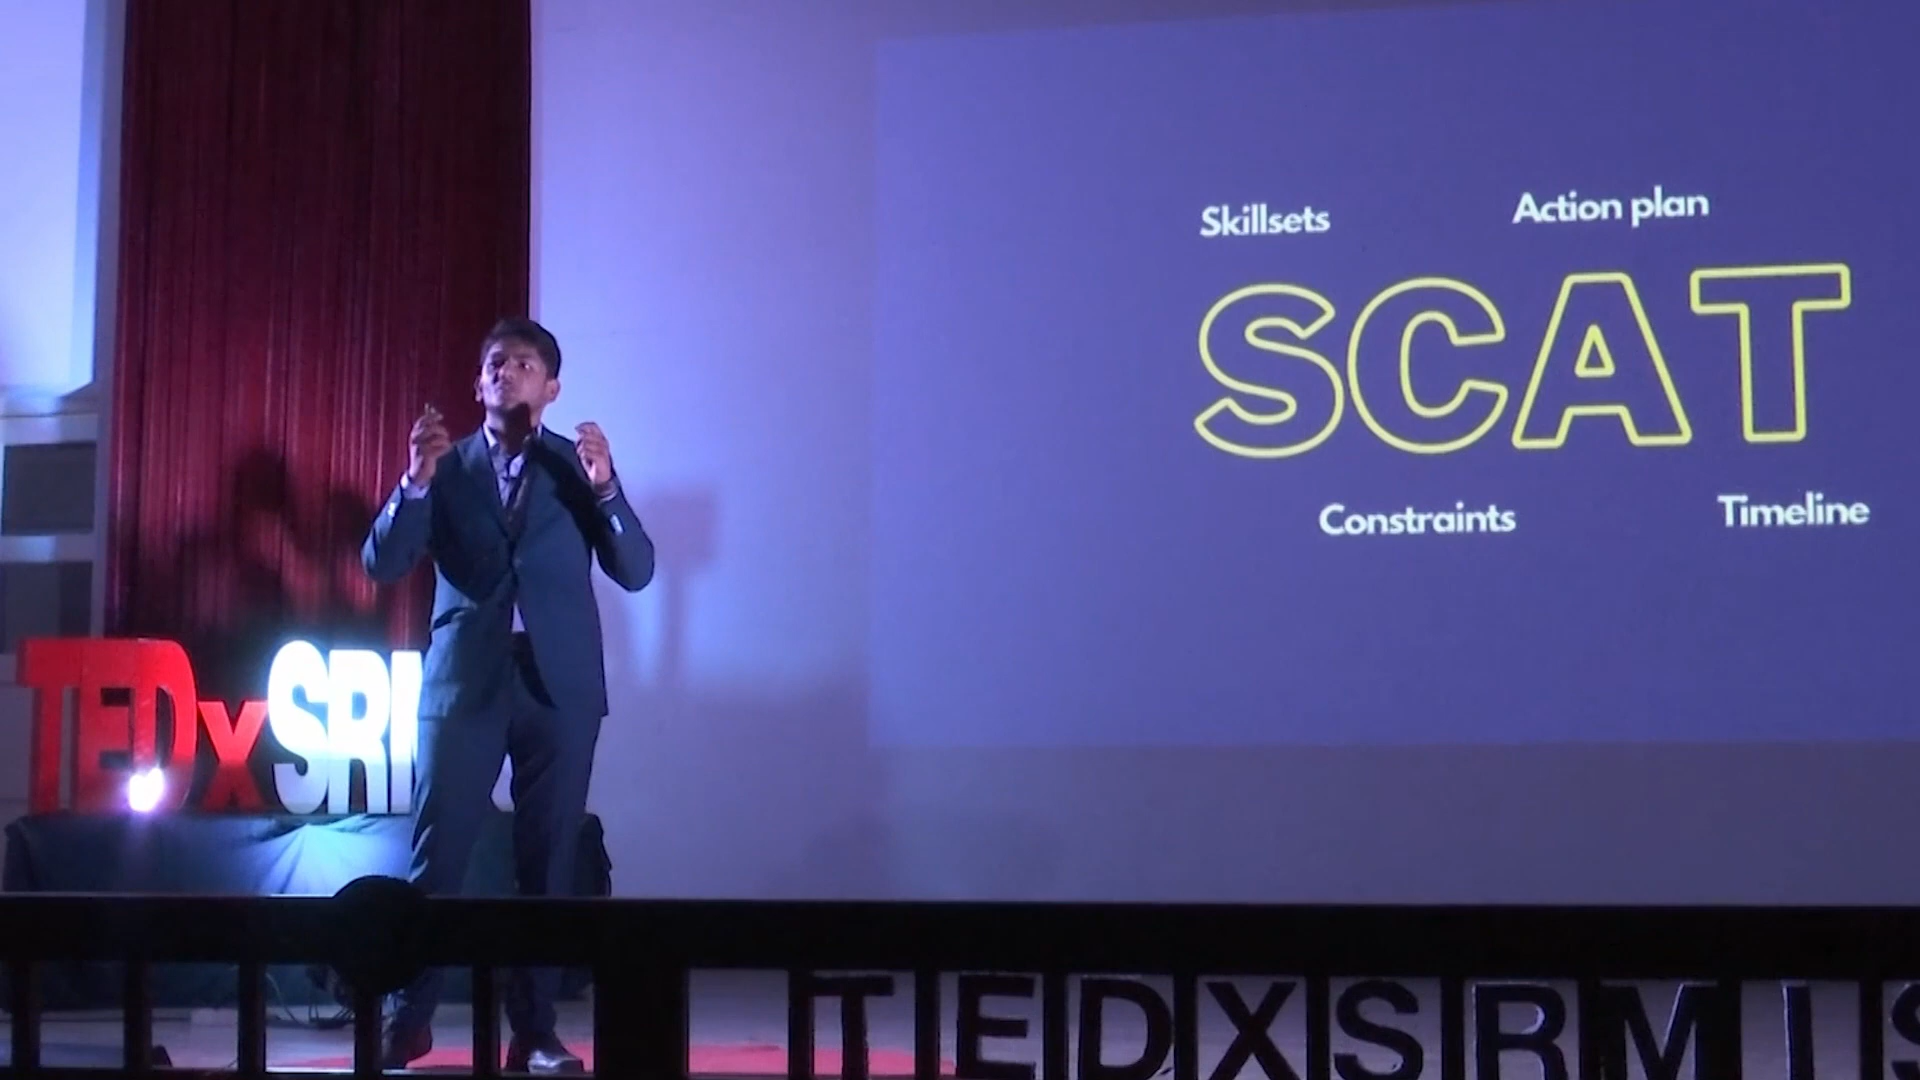 Skillsets Action plan
SCAT
Constraints Timeline
TEDxSRM
TEDXSRMIS